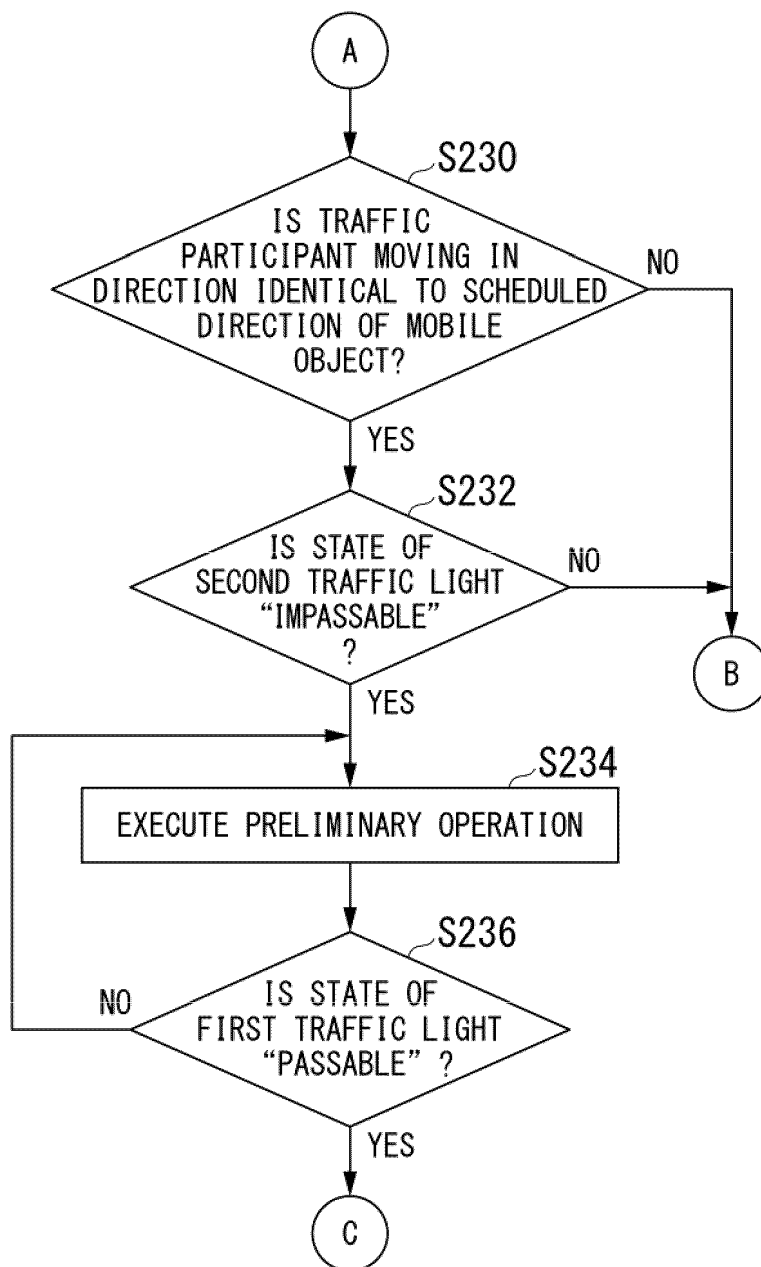 A
S230
IS TRAFFIC
PARTICIPANT MOVING IN
DIRECTION IDENTICAL TO SCHEDULED
DIRECTION OF MOBILE
OBJECT?
NO
YES
S232
IS STATE OF
SECOND TRAFFIC LIGHT
“IMPASSABLE”
?
NO
B
YES
S234
EXECUTE PRELIMINARY OPERATION
S236
IS STATE OF
FIRST TRAFFIC LIGHT
“PASSABLE” ?
NO
YES
C